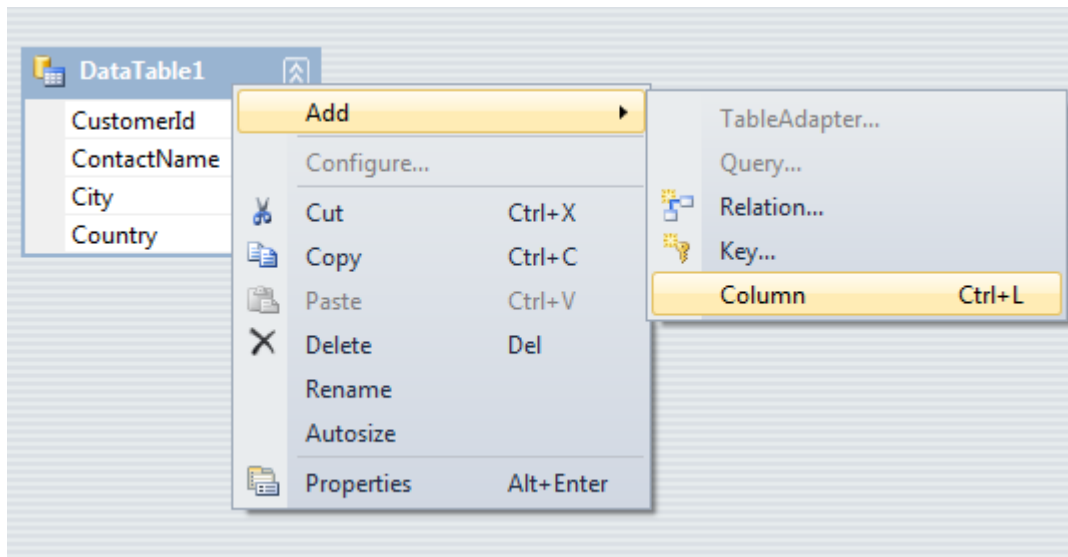 DataTable1
CustomerId
ContactName
City
Country
Add
Configure...
Cut Ctrl+X
Copy Ctrl+C
Paste Ctrl+V
Delete Del
Rename
Autosize
Properties Alt+Enter
TableAdapter...
Query...
Relation...
Key...
Column Ctrl+L